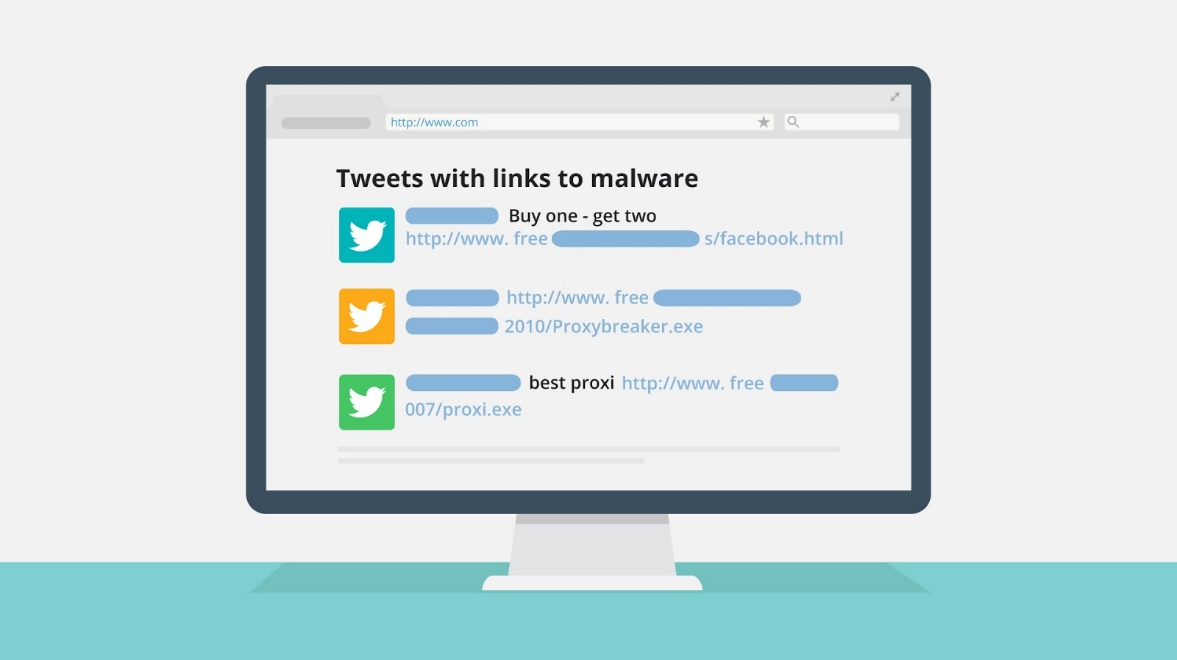 http://www.com
Tweets with links to malware
Buy one - get two
http://www. free s/facebook.html
http://www. free
2010/Proxybreaker.exe
best proxi http://www. free
007/proxi.exe